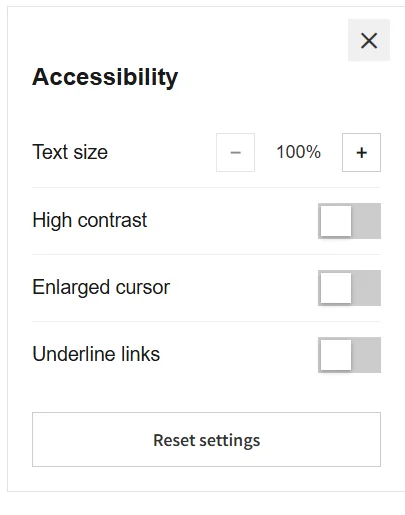 Accessibility
Text size − 100% +
High contrast
Enlarged cursor
Underline links
Reset settings